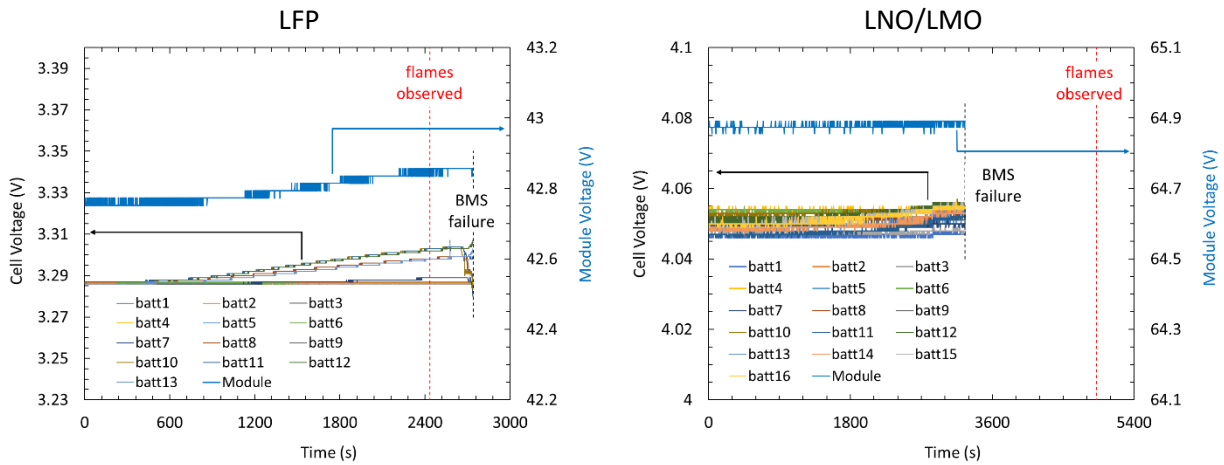 LFP
3.39
3.37
3.35
3.33
3.31
3.29
3.27
3.25
3.23
Cell Voltage (V)
43.2
43
42.8
42.6
42.4
42.2
Module Voltage (V)
flames
observed
BMS
failure
batt1 batt2 batt3
batt4 batt5 batt6
batt7 batt8 batt9
batt10 batt11 batt12
batt13 Module
0 600 1200 1800 2400 3000
Time (s)
LNO/LMO
4.1
4.08
4.06
4.04
4.02
4
Cell Voltage (V)
65.1
64.9
64.7
64.5
64.3
64.1
Module Voltage (V)
flames
observed
BMS
failure
batt1 batt2 batt3
batt4 batt5 batt6
batt7 batt8 batt9
batt10 batt11 batt12
batt13 batt14 batt15
batt16 Module
0 1800 3600 5400
Time (s)